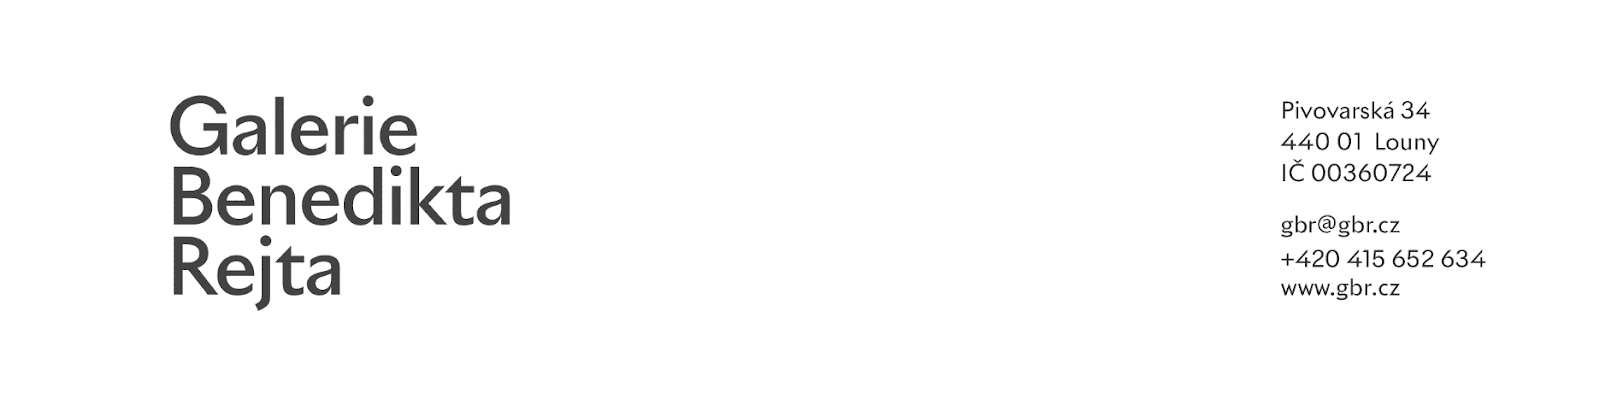 Galerie
Benedikta
Rejta
Pivovarská 34
440 01 Louny
IČ 00360724
gbr@gbr.cz
+420 415 652 634
www.gbr.cz